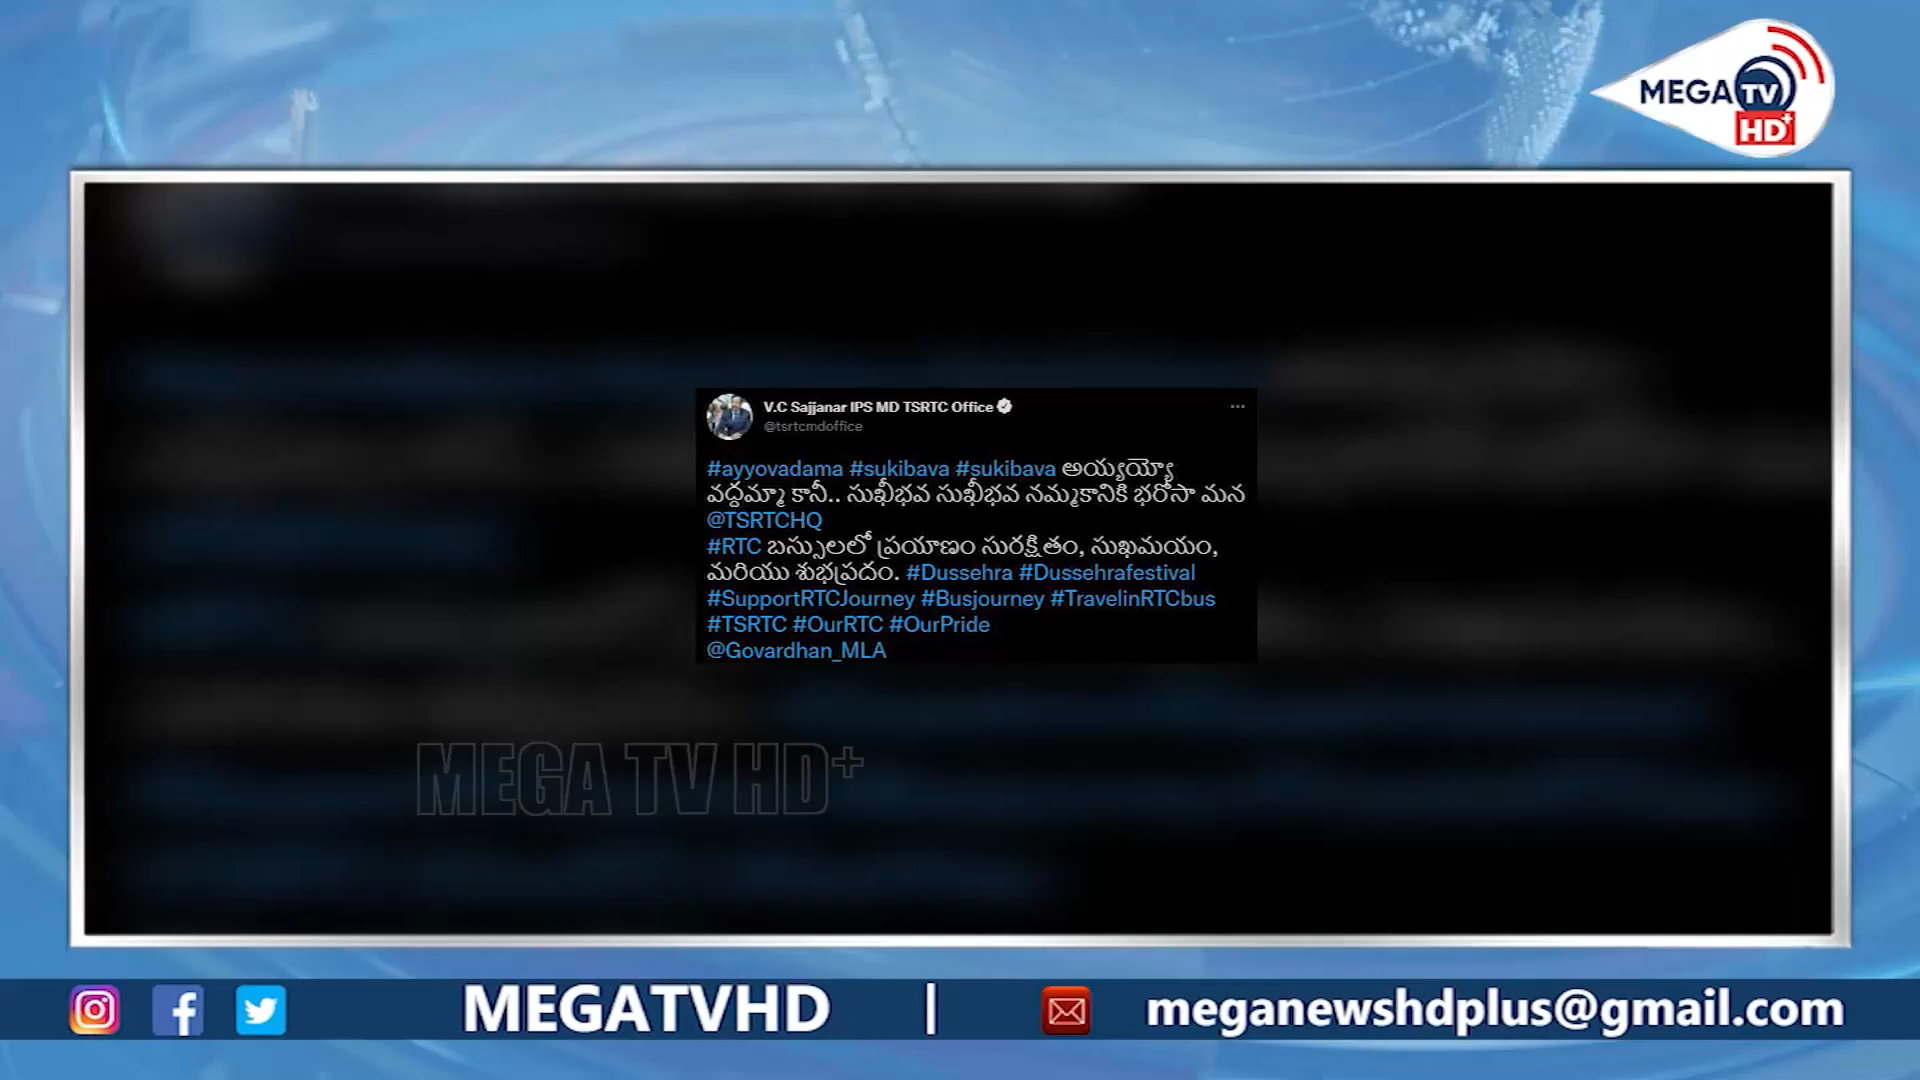 MEGA TV
HD+
V.C Sajjanar IPS MD TSRTC Office
@tsrtcmdoffice
#ayyovadama #sukibava #sukibava అయ్యయ్యో
వద్దమ్మా కానీ.. సుఖీభవ సుఖీభవ నమ్మకానికి భరోసా మన
@TSRTCHQ
#RTC బస్సులలో ప్రయాణం సురక్షితం, సుఖమయం,
మరియు శుభప్రదం. #Dussehra #Dussehrafestival
#SupportRTCJourney #Busjourney #TravelinRTCbus
#TSRTC #OurRTC #OurPride
@Govardhan_MLA
MEGA TV HD+
MEGATVHD | meganewshdplus@gmail.com